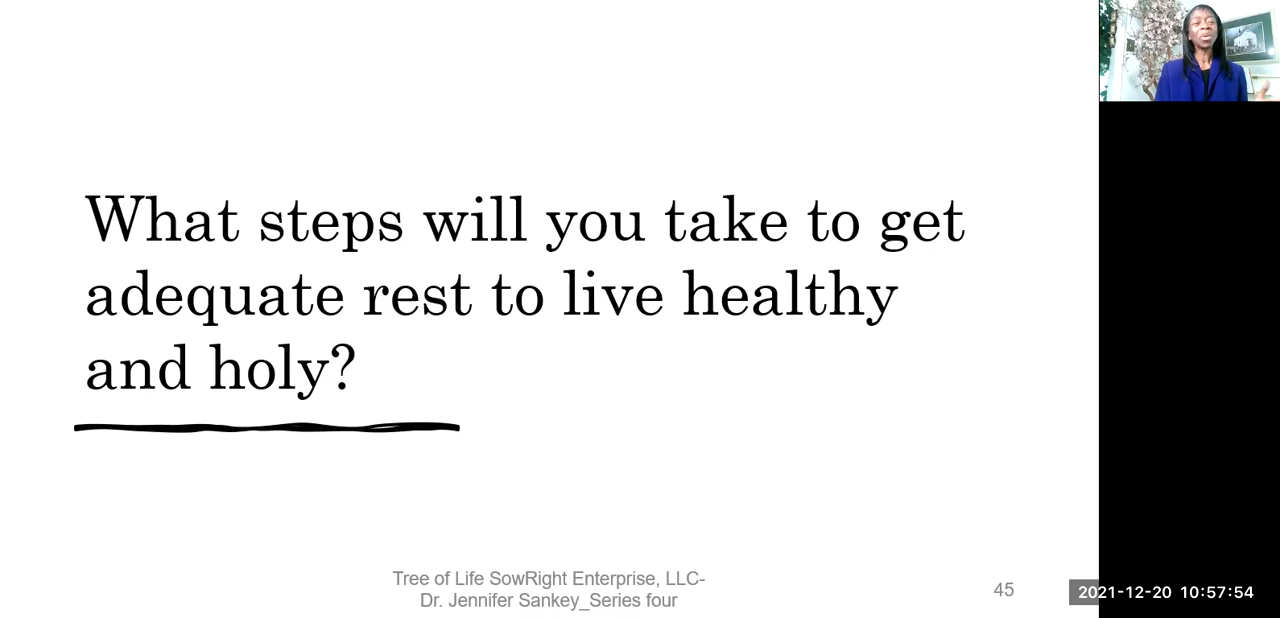 What steps will you take to get
adequate rest to live healthy
and holy?
Tree of Life SowRight Enterprise, LLC-
Dr. Jennifer Sankey_Series four
45
2021-12-20 10:57:54